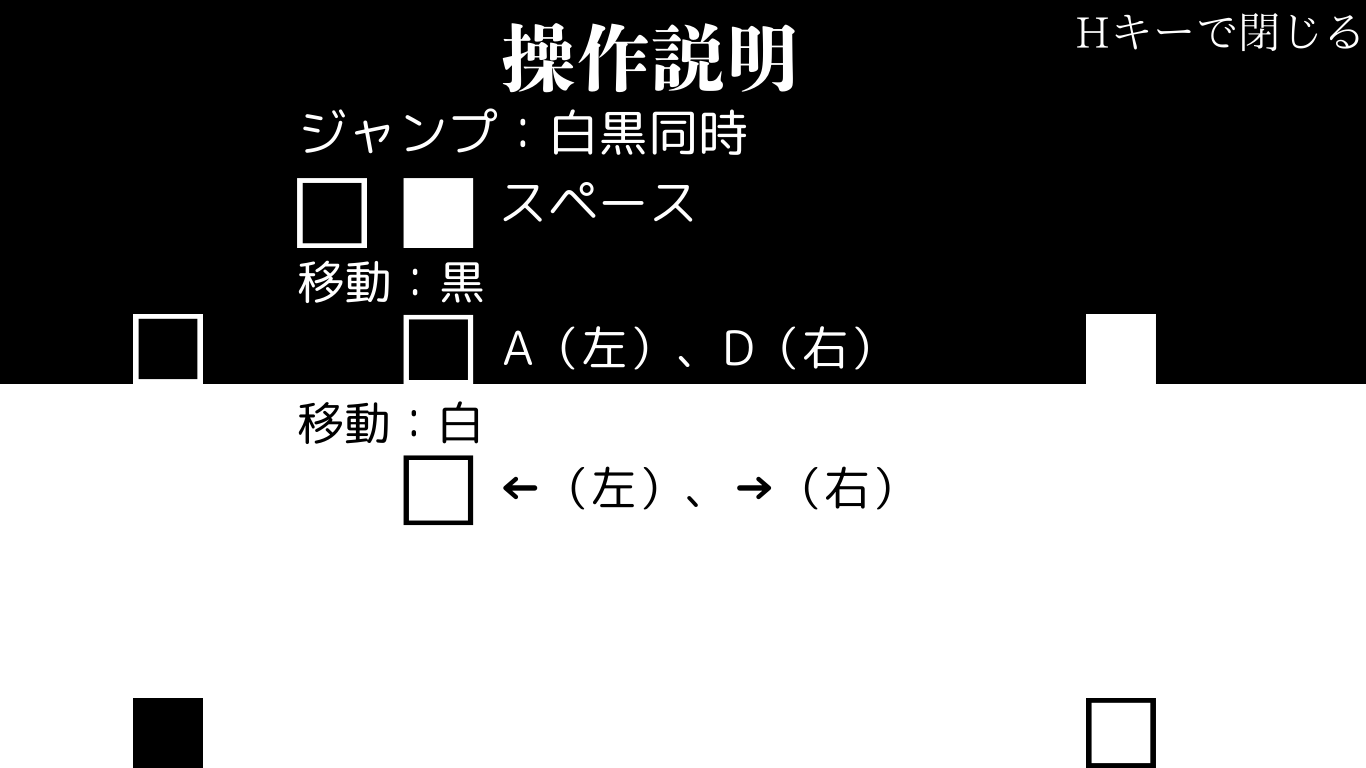 操作説明
Hキーで閉じる
ジャンプ：白黒同時
スペース
移動：黒
A（左）、D（右）
移動：白
←（左）、→（右）